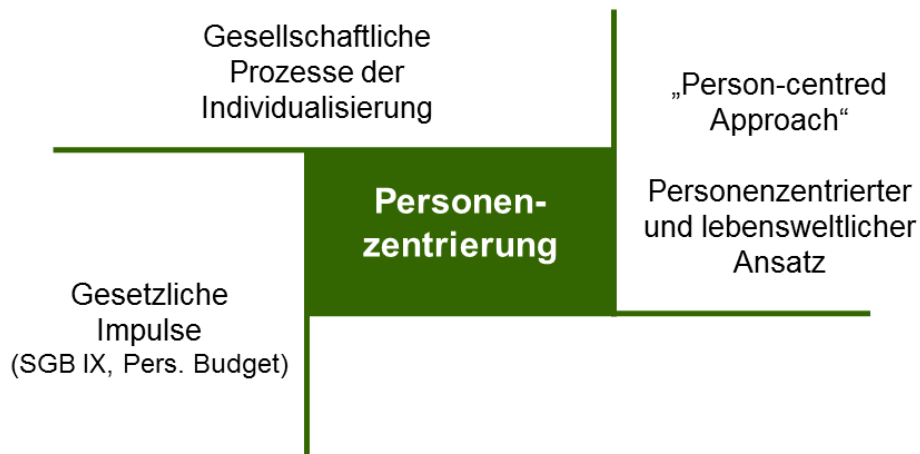 Gesellschaftliche
Prozesse der
Individualisierung
„Person-centred
Approach“
Personenzentrierter
und lebensweltlicher
Ansatz
Personen-
zentrierung
Gesetzliche
Impulse
(SGB IX, Pers. Budget)